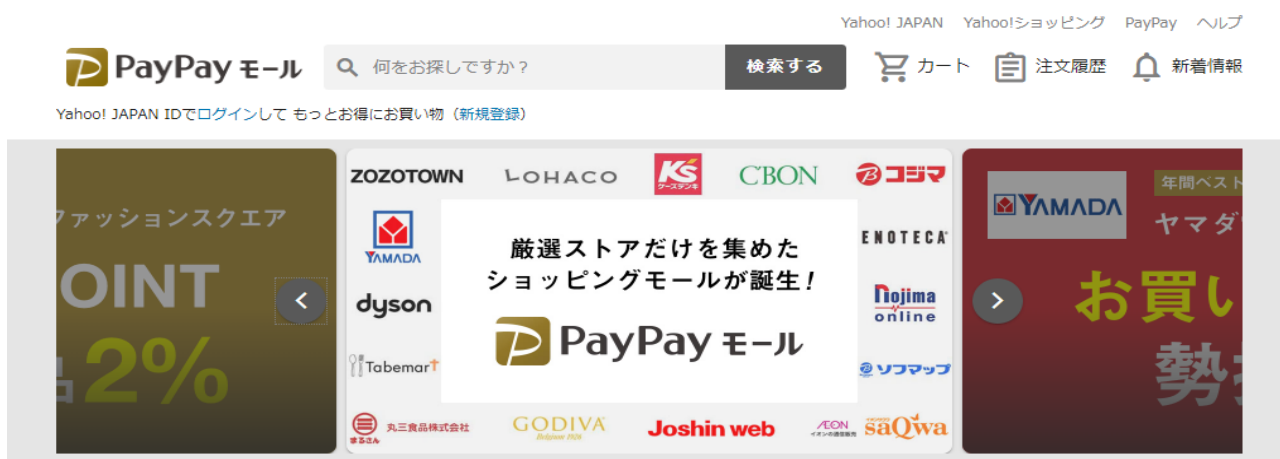 Yahoo! JAPAN Yahoo!ショッピング PayPay ヘルプ
PayPay モール 何をお探しですか？ 検索する カート 注文履歴 新着情報
Yahoo! JAPAN IDでログインして もっとお得にお買い物（新規登録）
ファッションスクエア
OINT
品2%
ZOZOTOWN LOHACO K's ケーズデンキ C'BON コジマ
YAMADA ENOTECA
厳選ストアだけを集めた
ショッピングモールが誕生!
dyson nojima online
PayPay モール
Tabemart ソフマップ
まるさん 丸三食品株式会社 GODIVA Belgium 1926 Joshin web ÆON イオンの通信販売 saQwa
YAMADA 年間ベスト
ヤマダ
お買い
勢